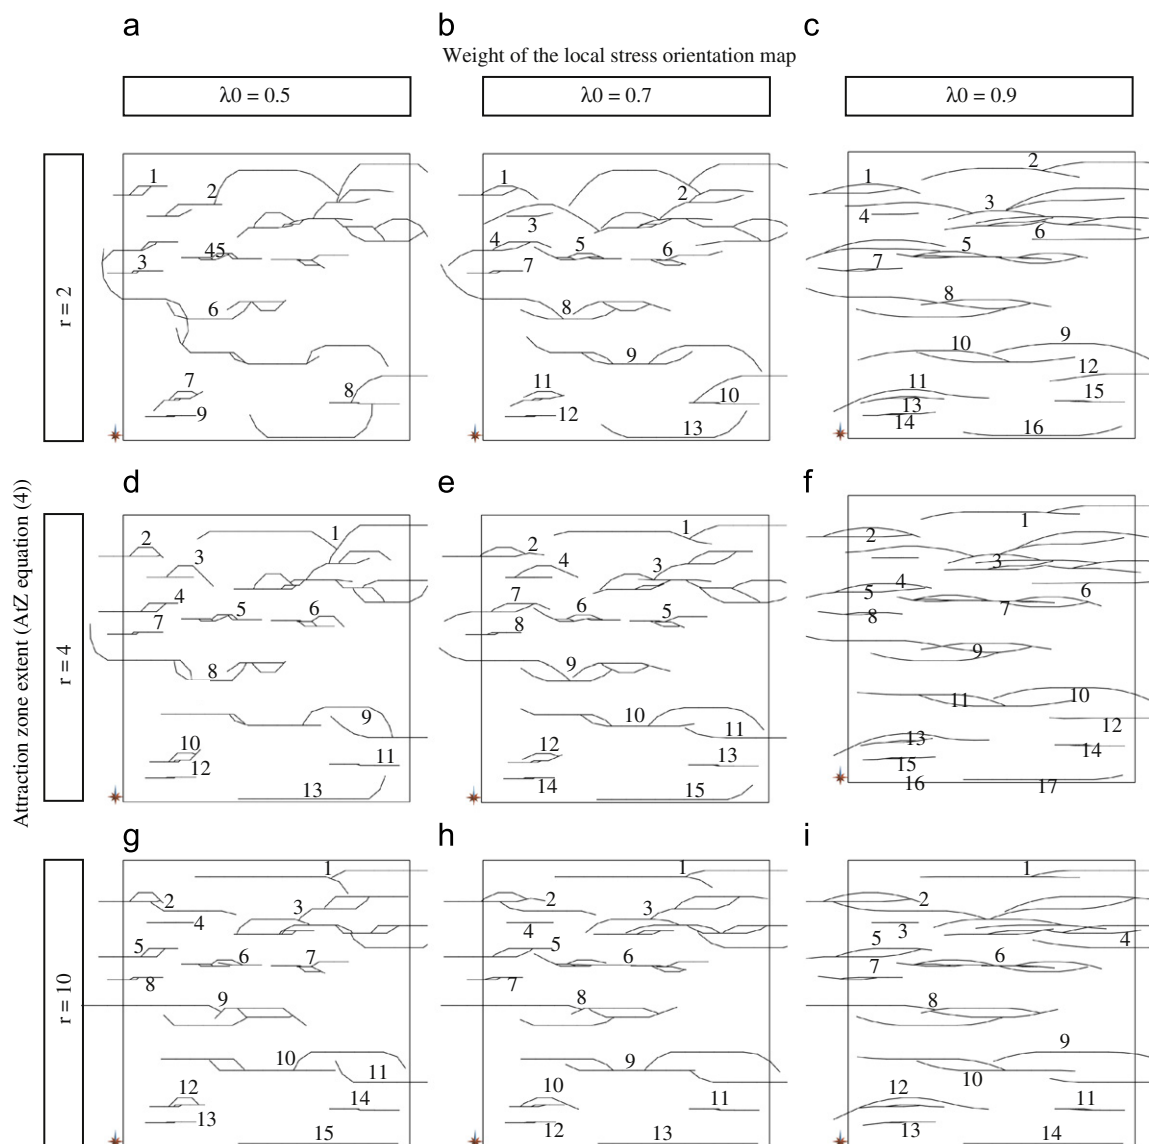 a b c
Weight of the local stress orientation map
λ0 = 0.5 λ0 = 0.7 λ0 = 0.9
Attraction zone extent (AtZ equation (4))
r = 2
1 2 3 45 6 7 8 9
1 2 3 4 5 6 7 8 9 10 11 12 13
1 2 3 4 5 6 7 8 9 10 11 12 13 14 15 16
d e f
r = 4
1 2 3 4 5 6 7 8 9 10 11 12 13
1 2 3 4 5 6 7 5 8 9 10 11 12 13 14 15
1 2 3 4 5 6 7 8 9 10 11 12 13 14 15 16 17
g h i
r = 10
1 2 3 4 5 6 7 8 9 10 11 12 13 14 15
1 2 3 4 5 6 7 8 9 10 11 12 13
1 2 3 4 5 6 7 8 9 10 11 12 13 14